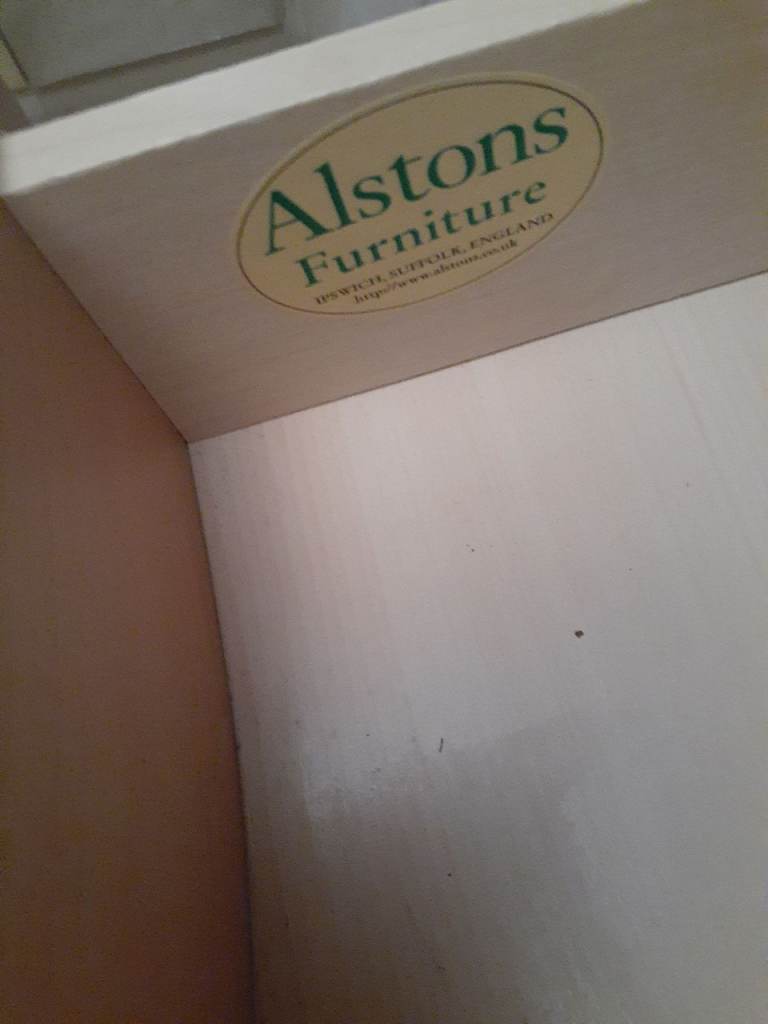 Alstons
Furniture
IPSWICH, SUFFOLK, ENGLAND
http://www.alstons.co.uk